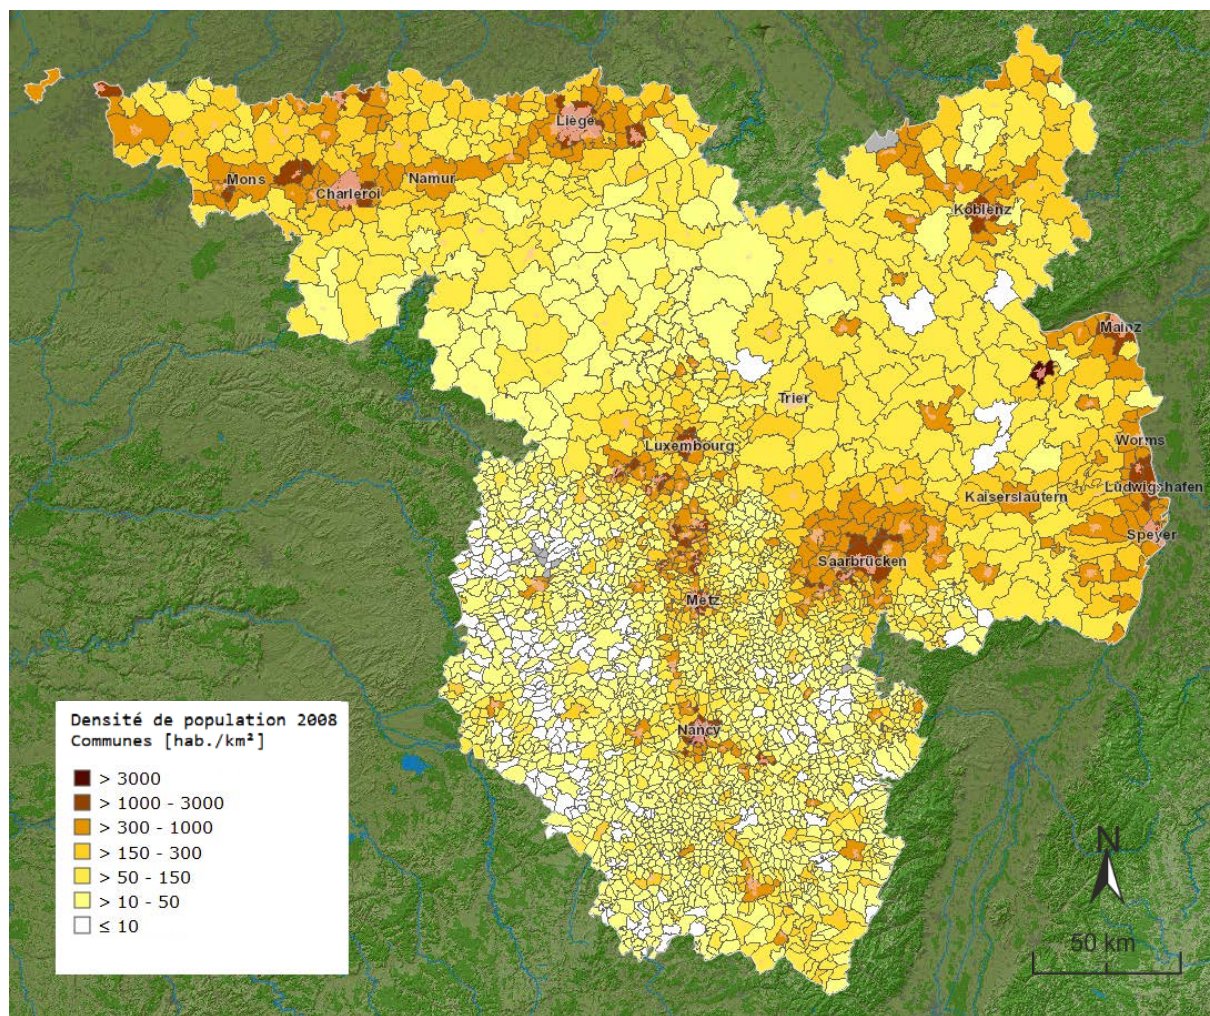 Liège
Mons
Namur
Charleroi
Koblenz
Mainz
Trier
Luxembourg
Worms
Ludwigshafen
Kaiserslautern
Speyer
Saarbrücken
Metz
Nancy
Densité de population 2008
Communes [hab./km²]
> 3000
> 1000 - 3000
> 300 - 1000
> 150 - 300
> 50 - 150
> 10 - 50
≤ 10
N
50 km